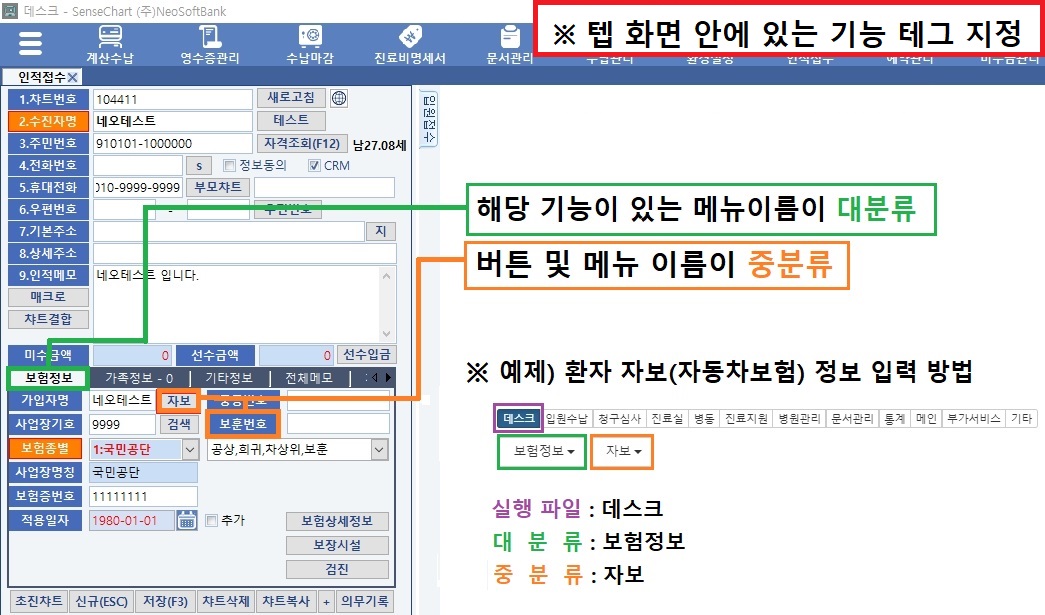 데스크 - SenseChart (주)NeoSoftBank
※ 텝 화면 안에 있는 기능 테그 지정
계산수납 영수증관리 수납마감 진료비명세서 문서관리
인적접수
1.챠트번호 104411 새로고침
2.수진자명 네오테스트 테스트
3.주민번호 910101-1000000 자격조회(F12) 남27.08세
4.전화번호 s 정보동의 CRM
5.휴대전화 010-9999-9999 부모챠트
6.우편번호 -
7.기본주소 지
8.상세주소
9.인적메모 네오테스트 입니다.
매크로
챠트결합
입원접수
미수금액 0 선수금액 0 선수입금
보험정보 가족정보 - 0 기타정보 전체메모
가입자명 네오테스트 자보
사업장기호 9999 검색 보훈번호
보험종별 1:국민공단 공상,희귀,차상위,보훈
사업장명칭 국민공단
보험증번호 11111111
적용일자 1980-01-01 추가 보험상세정보
보장시설
검진
초진챠트 신규(ESC) 저장(F3) 챠트삭제 챠트복사 + 의무기록
해당 기능이 있는 메뉴이름이 대분류
버튼 및 메뉴 이름이 중분류
※ 예제) 환자 자보(자동차보험) 정보 입력 방법
데스크 입원수납 청구심사 진료실 병동 진료지원 병원관리 문서관리 통계 메인 부가서비스 기타
보험정보 자보
실행 파일 : 데스크
대 분 류 : 보험정보
중 분 류 : 자보